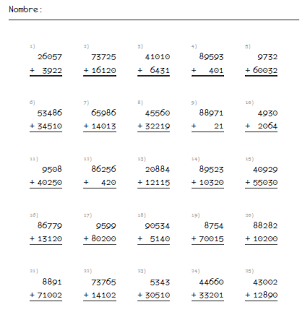 Nombre:
1) 2) 3) 4) 5)
26057 73725 41010 89593 9732
+ 3922 + 16120 + 6431 + 401 + 60032
6) 7) 8) 9) 10)
53486 65986 45560 88971 4930
+ 34510 + 14013 + 32219 + 21 + 2064
11) 12) 13) 14) 15)
9508 86256 20884 89523 40929
+ 40250 + 420 + 12115 + 10320 + 55030
16) 17) 18) 19) 20)
86779 9599 90534 8754 88282
+ 13120 + 80200 + 5140 + 70015 + 10200
21) 22) 23) 24) 25)
8891 73765 5343 44660 43002
+ 71002 + 14102 + 30510 + 33201 + 12890